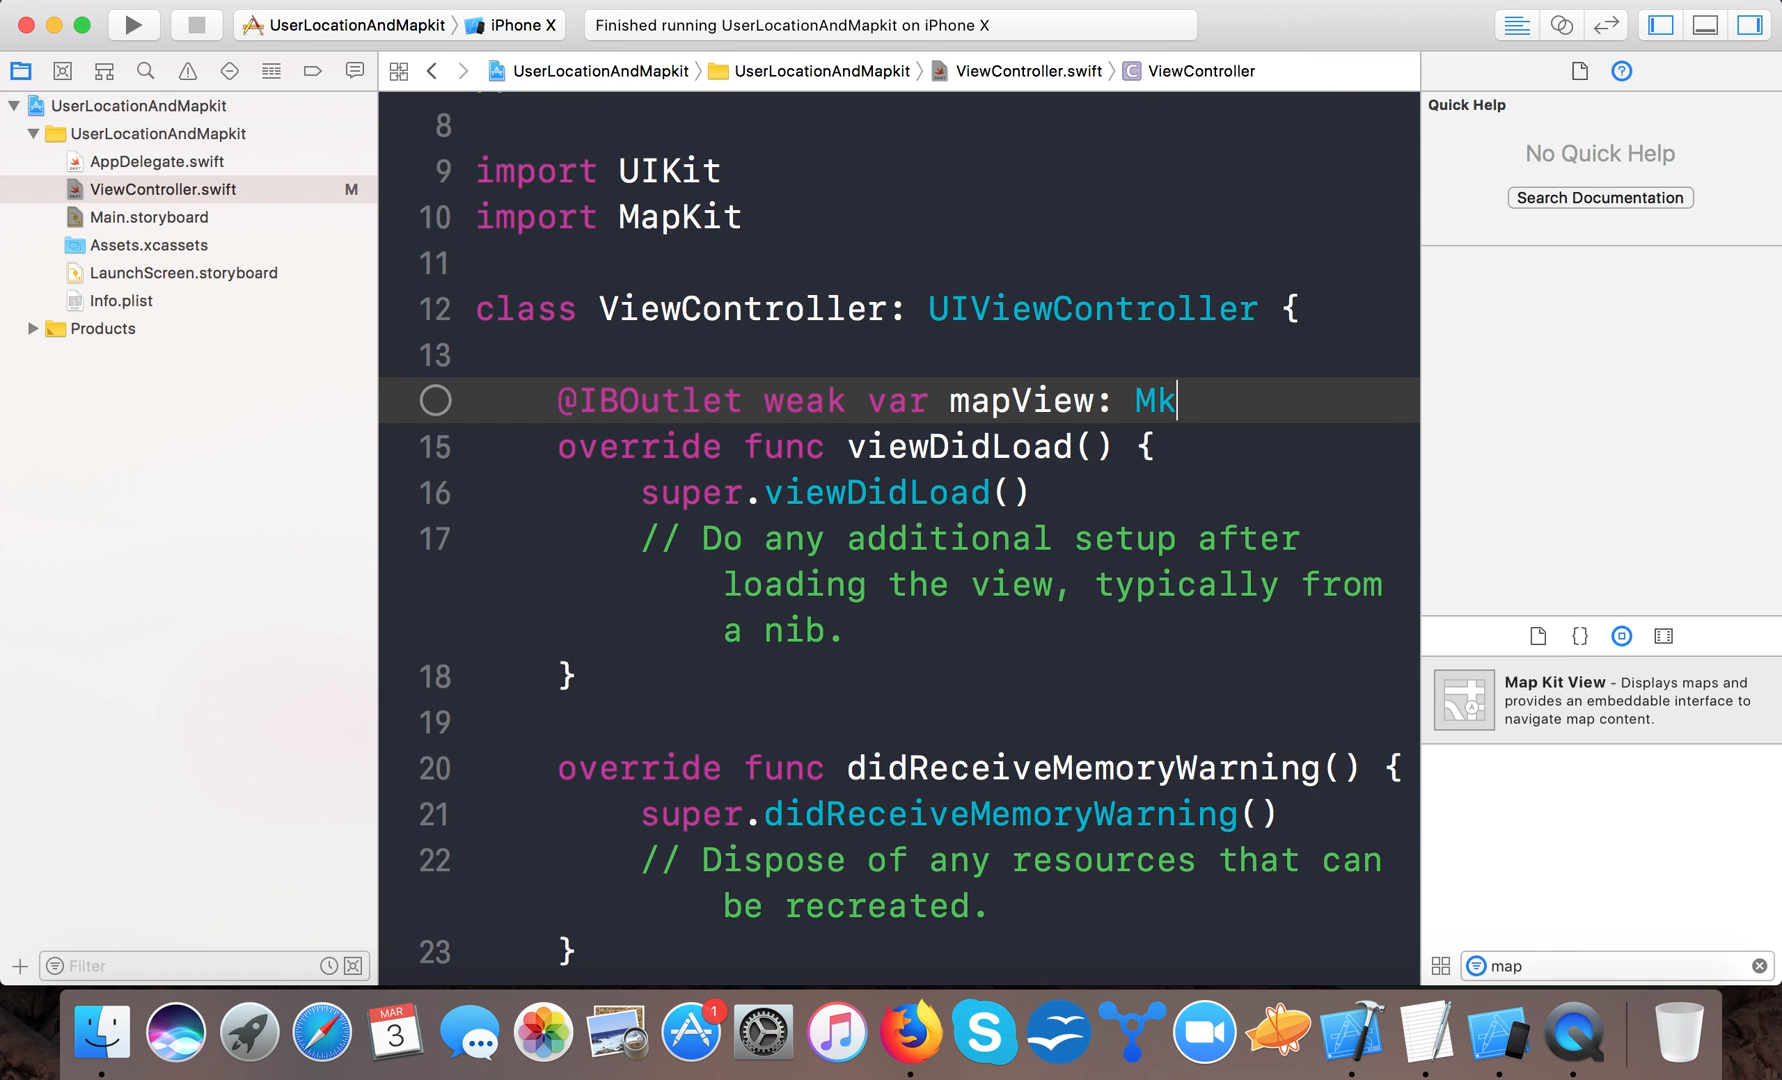 UserLocationAndMapkit
iPhone X
Finished running UserLocationAndMapkit on iPhone X
UserLocationAndMapkit
UserLocationAndMapkit
ViewController.swift
ViewController
UserLocationAndMapkit
UserLocationAndMapkit
AppDelegate.swift
ViewController.swift M
Main.storyboard
Assets.xcassets
LaunchScreen.storyboard
Info.plist
Products
Filter
8
9 import UIKit
10 import MapKit
11
12 class ViewController: UIViewController {
13
@IBOutlet weak var mapView: Mk
15 override func viewDidLoad() {
16 super.viewDidLoad()
17 // Do any additional setup after
loading the view, typically from
a nib.
18 }
19
20 override func didReceiveMemoryWarning() {
21 super.didReceiveMemoryWarning()
22 // Dispose of any resources that can
be recreated.
23 }
Quick Help
No Quick Help
Search Documentation
{}
Map Kit View - Displays maps and
provides an embeddable interface to
navigate map content.
map
MAR
3
1